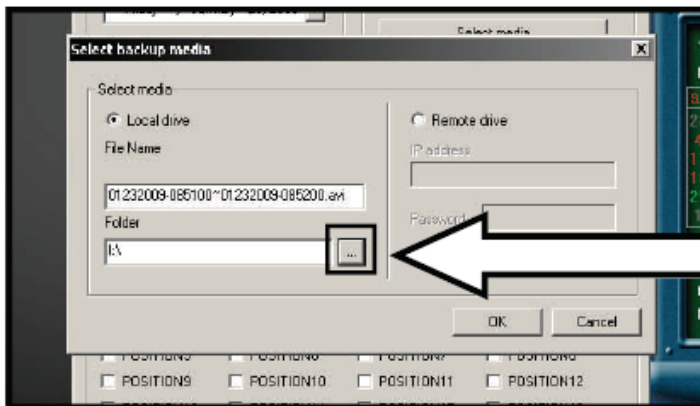 Select media
Select backup media
X
Select media
Local drive
Remote drive
File Name
IP address
01232009-085100~01232009-085200.avi
Password
Folder
I:\
...
OK
Cancel
POSITION9
POSITION10
POSITION11
POSITION12